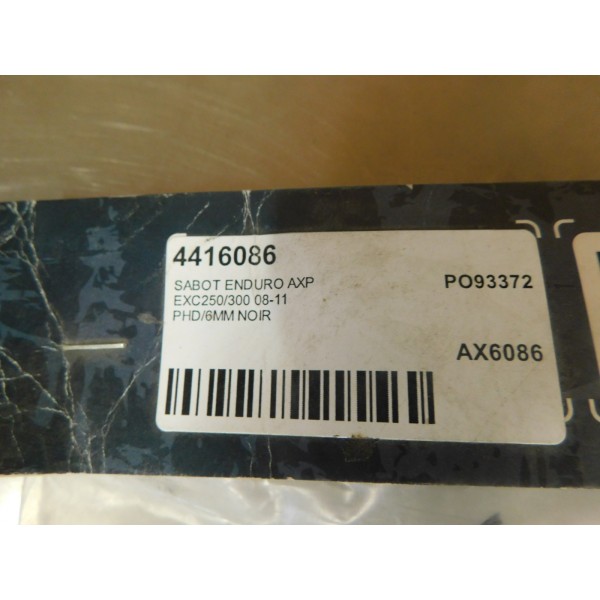 4416086
SABOT ENDURO AXP
EXC250/300 08-11
PHD/6MM NOIR
PO93372
AX6086